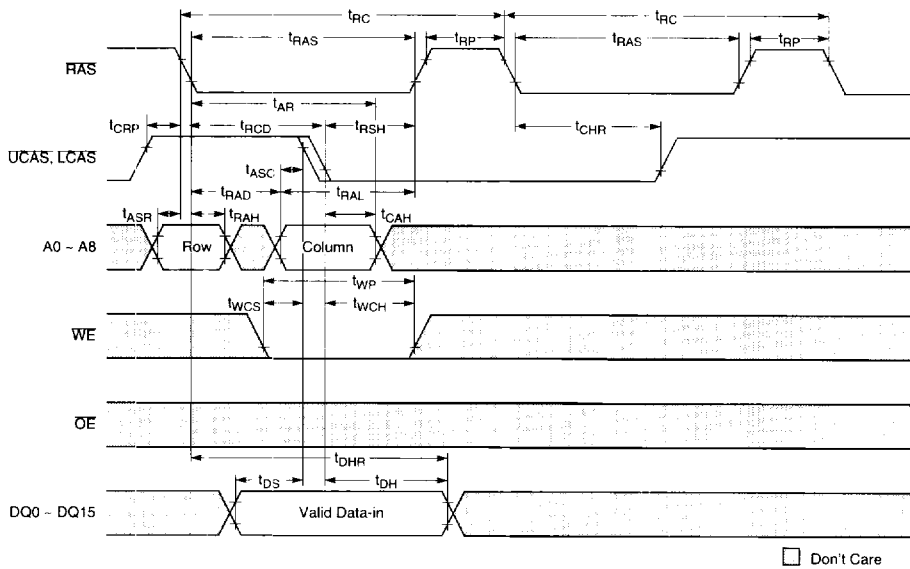 tRC tRC
tRAS tRP tRAS tRP
RAS
tAR
tCRP tRCD tRSH tCHR
UCAS, LCAS
tASC
tRAD tRAL
tASR tRAH tCAH
A0 ~ A8 Row Column
tWP
tWCS tWCH
WE
OE
tDHR
tDS tDH
DQ0 ~ DQ15 Valid Data-in
Don't Care